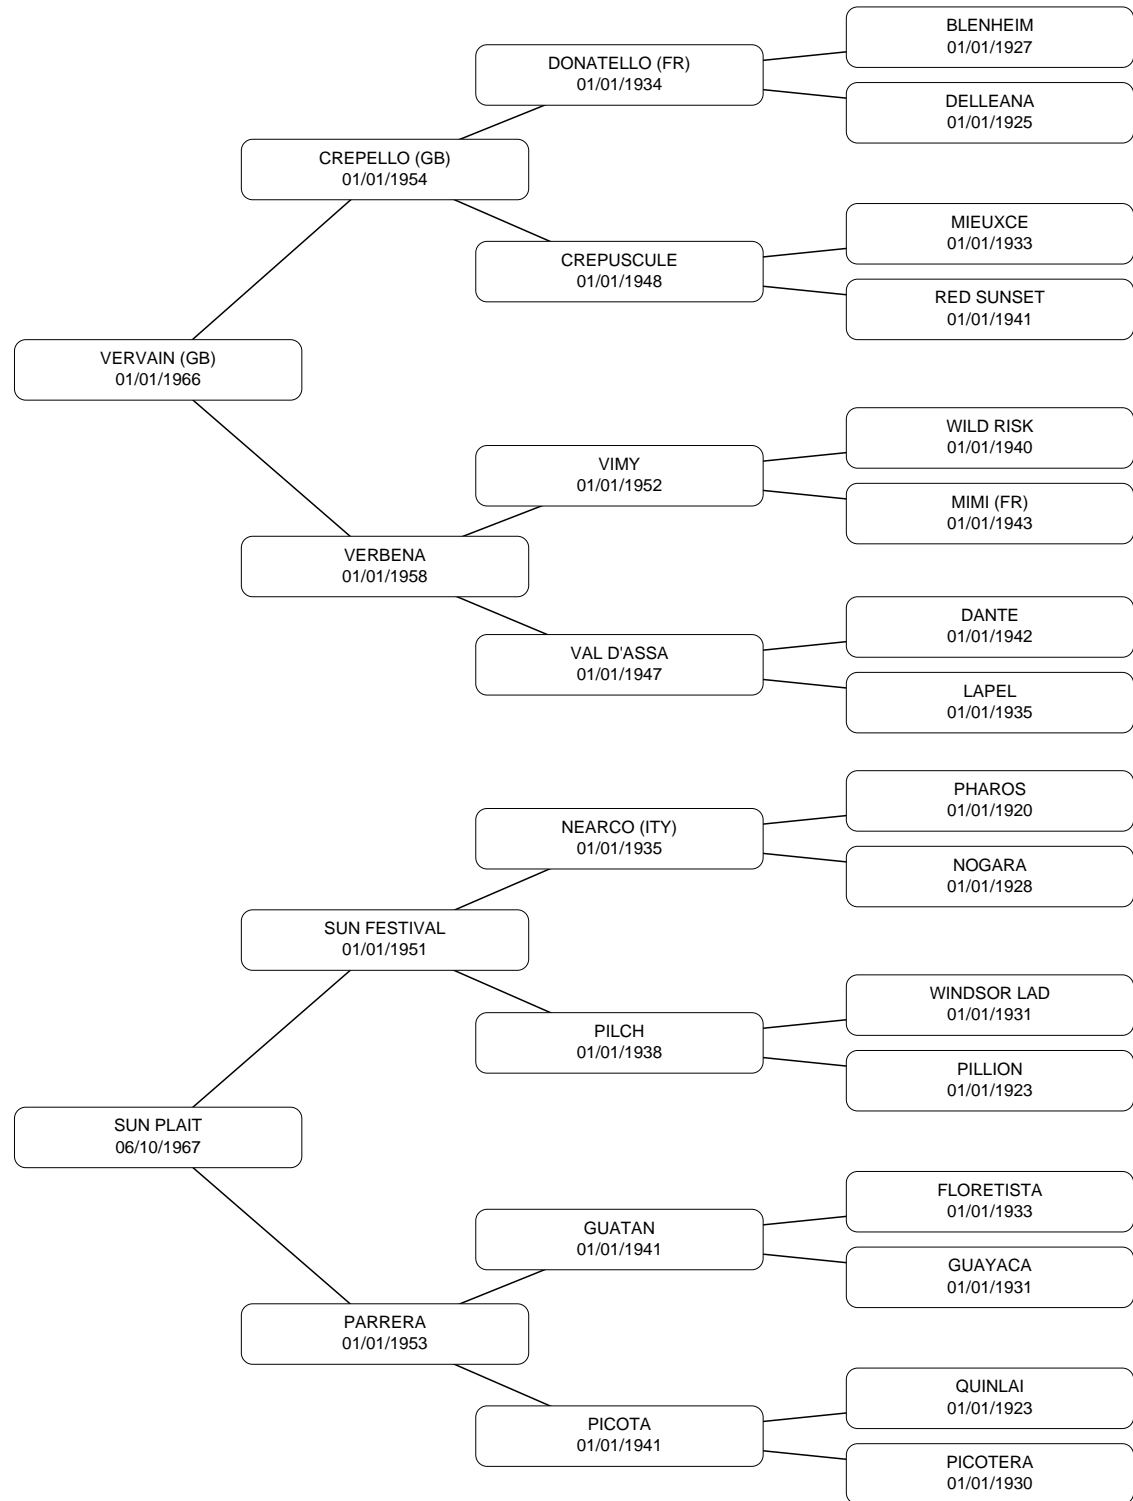 BLENHEIM
01/01/1927
DONATELLO (FR)
01/01/1934
DELLEANA
01/01/1925
CREPELLO (GB)
01/01/1954
MIEUXCE
01/01/1933
CREPUSCULE
01/01/1948
RED SUNSET
01/01/1941
VERVAIN (GB)
01/01/1966
WILD RISK
01/01/1940
VIMY
01/01/1952
MIMI (FR)
01/01/1943
VERBENA
01/01/1958
DANTE
01/01/1942
VAL D'ASSA
01/01/1947
LAPEL
01/01/1935
PHAROS
01/01/1920
NEARCO (ITY)
01/01/1935
NOGARA
01/01/1928
SUN FESTIVAL
01/01/1951
WINDSOR LAD
01/01/1931
PILCH
01/01/1938
PILLION
01/01/1923
SUN PLAIT
06/10/1967
FLORETISTA
01/01/1933
GUATAN
01/01/1941
GUAYACA
01/01/1931
PARRERA
01/01/1953
QUINLAI
01/01/1923
PICOTA
01/01/1941
PICOTERA
01/01/1930